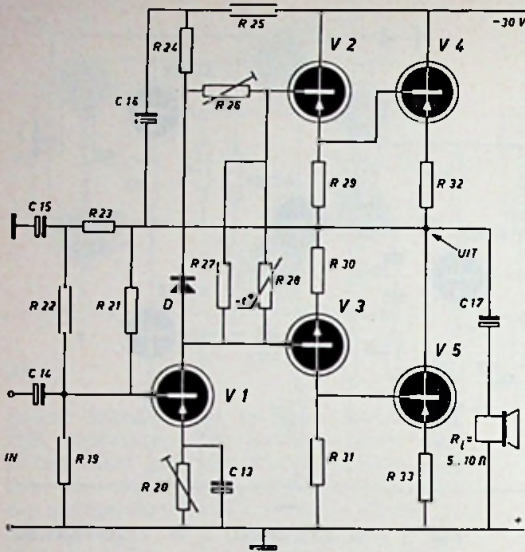 R 25
-30 V
R 24
V 2
V 4
R 26
C 16
R 29
R 32
C 15
R 23
UIT
R 27
R 28
R 30
-t°
D
R 22
R 21
V 3
C 17
C 14
V 1
V 5
IN
R 19
R 20
C 13
R 31
R 33
Rl =
5..10 Ω
+